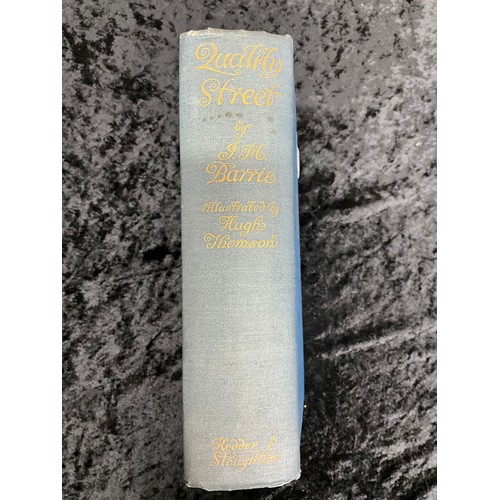 Quality
Street
by
J. M.
Barrie
Illustrated by
Hugh
Thomson
Hodder &
Stoughton